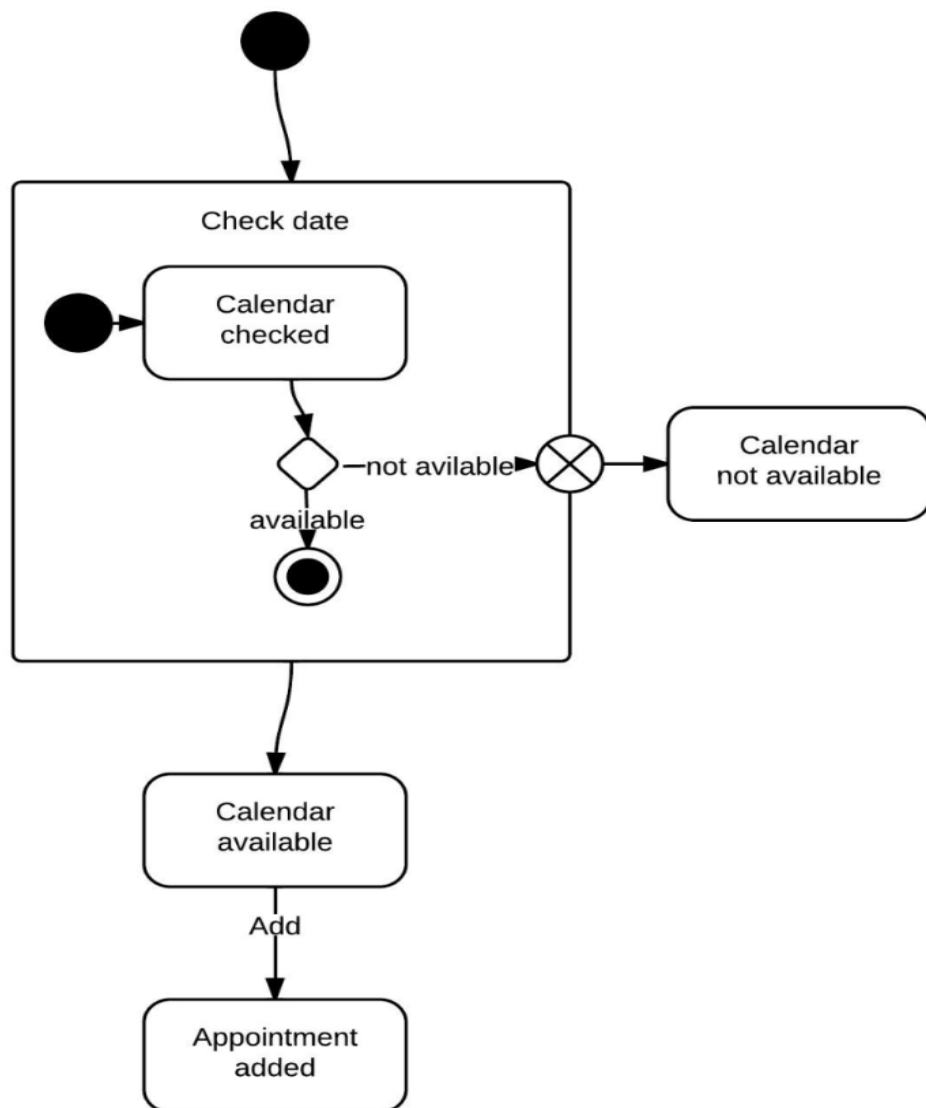 Check date
Calendar
checked
not avilable
Calendar
not available
available
Calendar
available
Add
Appointment
added